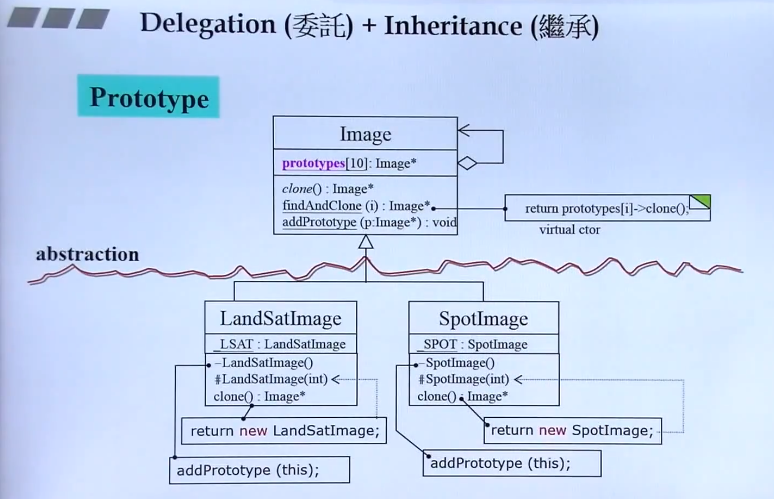 Delegation (委託) + Inheritance (繼承)
Prototype
Image
prototypes[10]: Image*
clone() : Image*
findAndClone (i) : Image*
addPrototype (p:Image*) : void
return prototypes[i]->clone();
virtual ctor
abstraction
LandSatImage
_LSAT : LandSatImage
–LandSatImage()
#LandSatImage(int)
clone() : Image*
return new LandSatImage;
addPrototype (this);
SpotImage
_SPOT : SpotImage
–SpotImage()
#SpotImage(int)
clone() : Image*
return new SpotImage;
addPrototype (this);